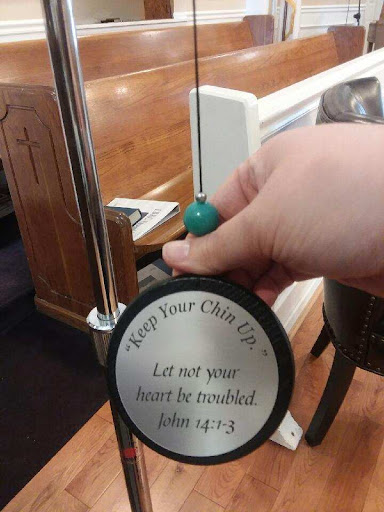 "Keep Your Chin Up."
Let not your
heart be troubled.
John 14:1-3